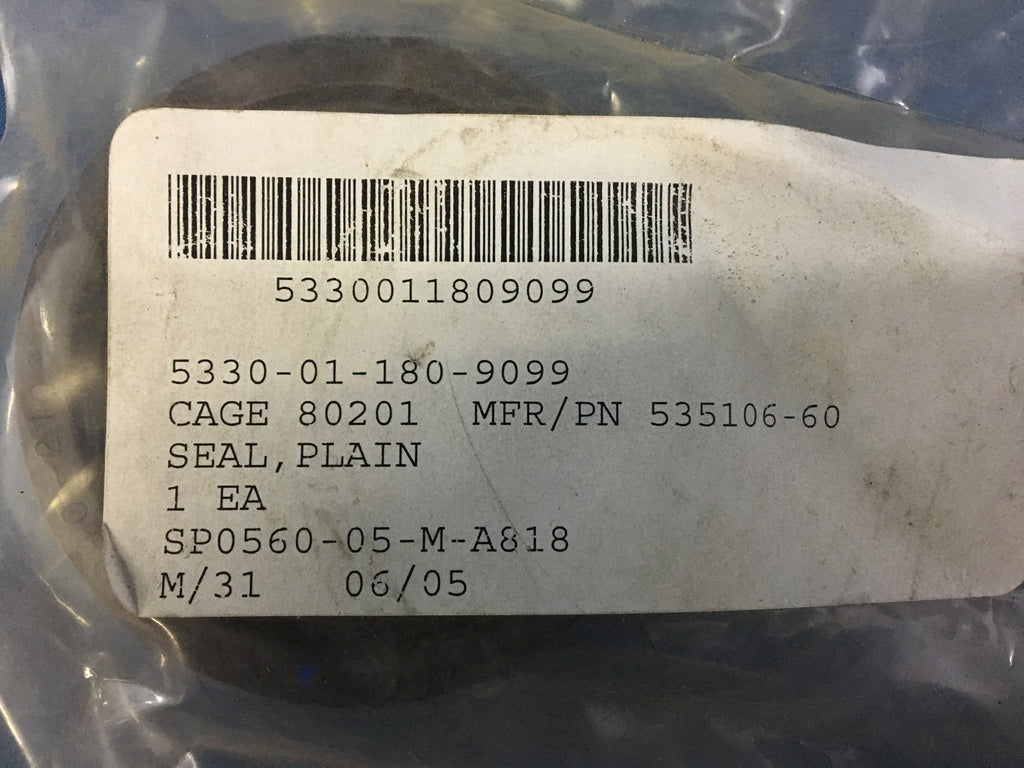 5330011809099
5330-01-180-9099
CAGE 80201 MFR/PN 535106-60
SEAL,PLAIN
1 EA
SP0560-05-M-A818
M/31 06/05